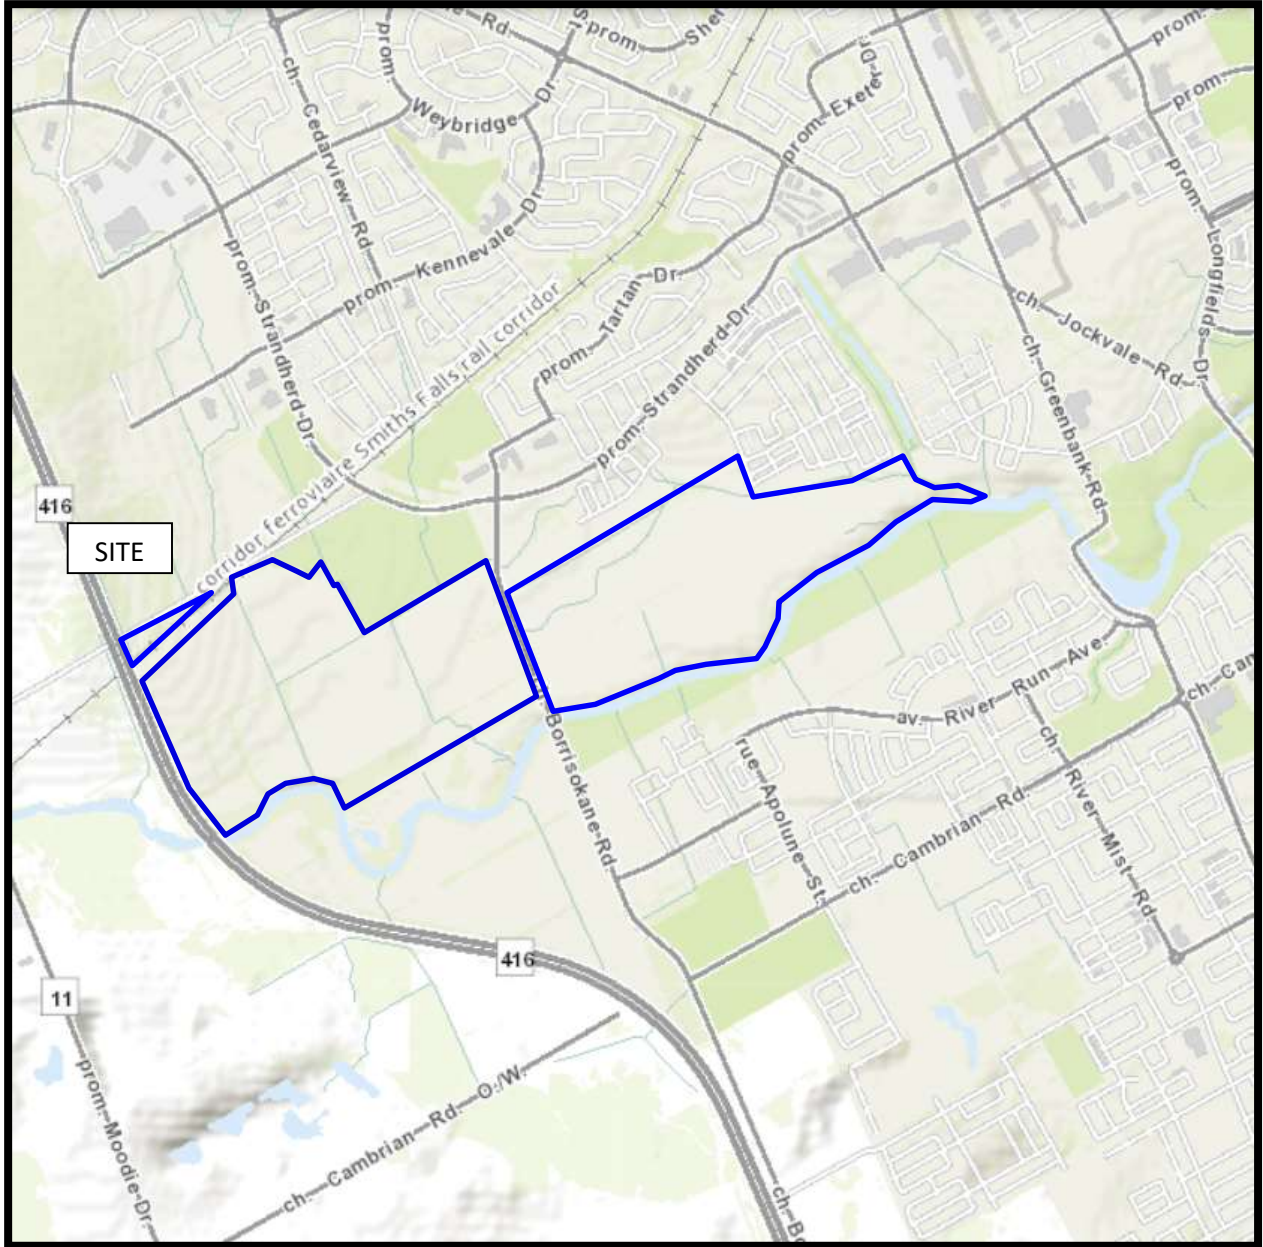 e-Rd
S-prom
Shef
prom-
prom.
ch.
Cedarview-Rd
Weybridge
Dr.
prom-Exeter
Dr
prom.
prom.
Longfields-Dr.
prom.-Strandherd-Dr.
prom-Kennevale-Dr.
prom.-Tartan-Dr.
prom.-Strandherd-Dr
corridor ferroviaire Smiths Falls rail corridor
ch.-Jockvale-Rd
ch.-Greenbank-Rd
416
SITE
Borrisokane-Rd
av.-River-Run-Ave.
ch.-Cam
rue-Apolune-St.
ch.-River-Mist-Rd
ch.-Cambrian-Rd
416
11
prom.-Moodie-Dr.
ch.-Cambrian-Rd.-O./W.
ch.-Bo